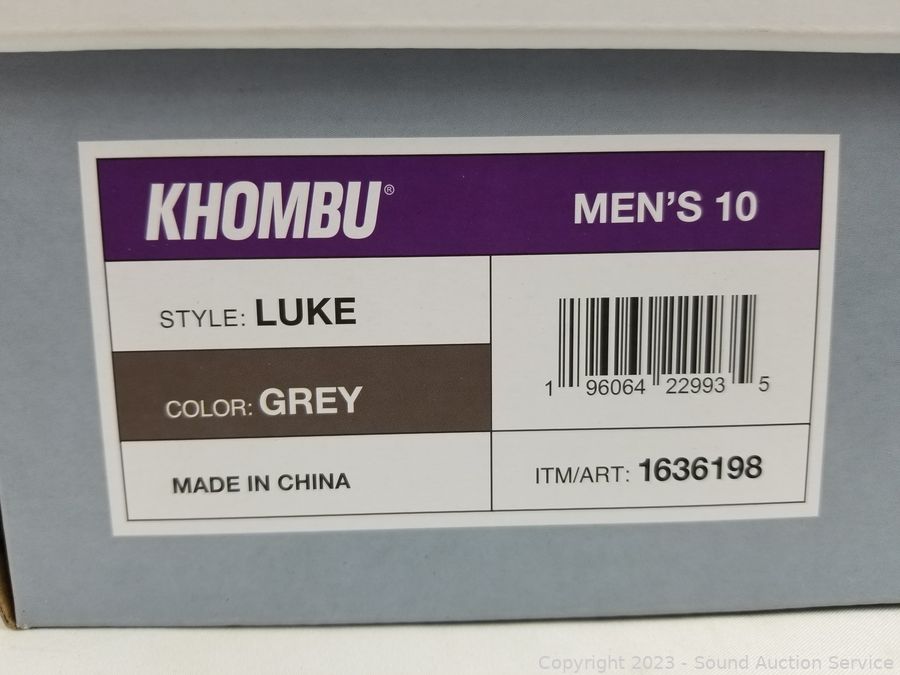 KHOMBU®
MEN'S 10
STYLE: LUKE
COLOR: GREY
MADE IN CHINA
1 96064 22993 5
ITM/ART: 1636198
Copyright 2023 - Sound Auction Service